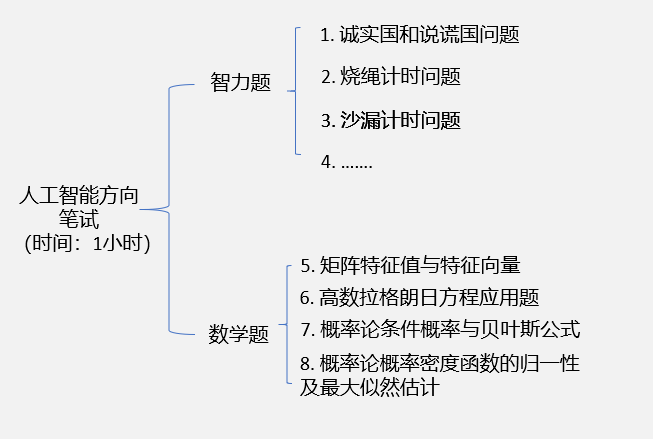 人工智能方向
笔试
（时间：1小时）
智力题
1. 诚实国和说谎国问题
2. 烧绳计时问题
3. 沙漏计时问题
4. …….
数学题
5. 矩阵特征值与特征向量
6. 高数拉格朗日方程应用题
7. 概率论条件概率与贝叶斯公式
8. 概率论概率密度函数的归一性
及最大似然估计